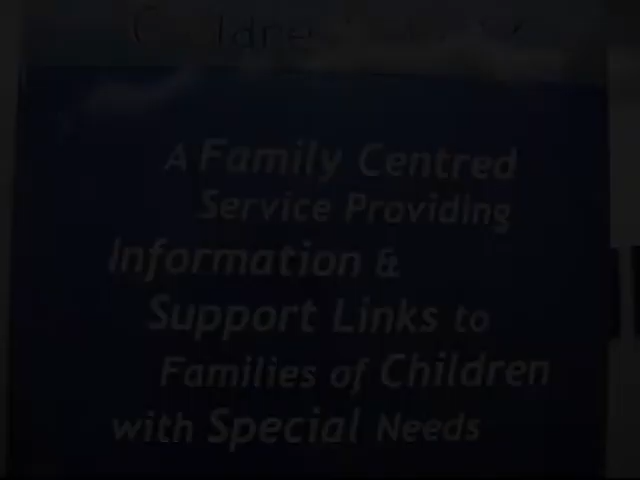 A Family Centred
Service Providing
Information &
Support Links to
Families of Children
with Special Needs